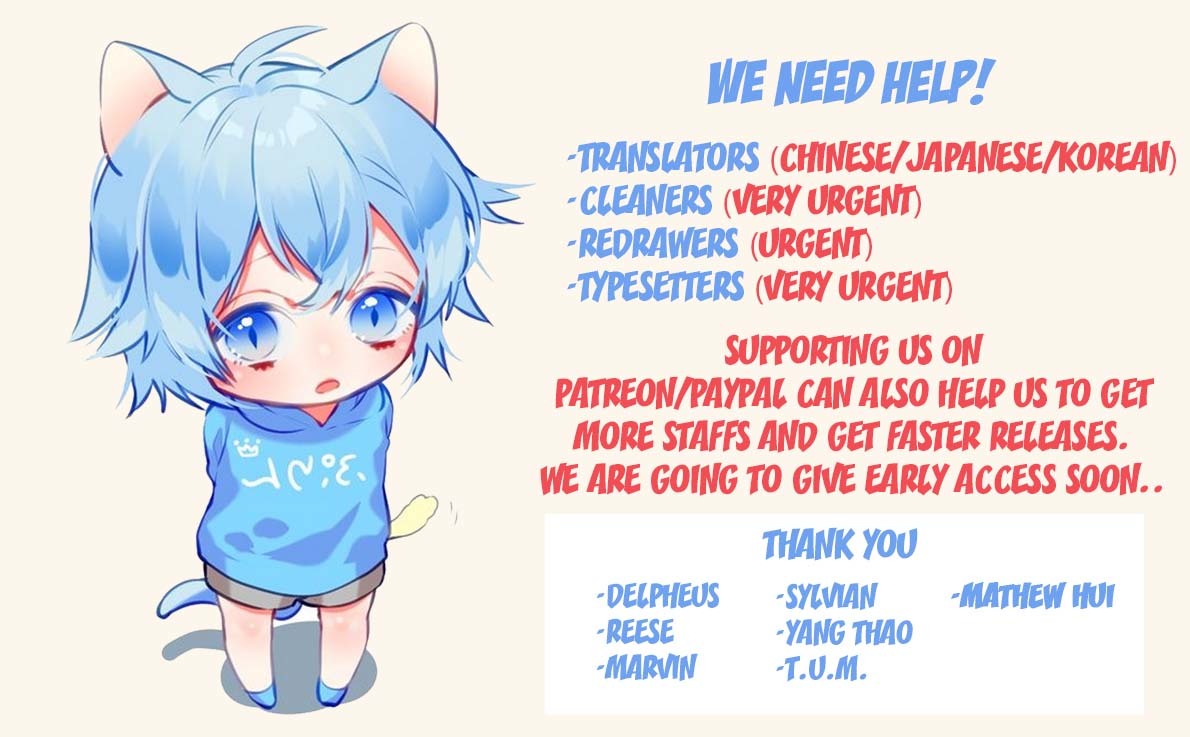 WE NEED HELP!
-TRANSLATORS (CHINESE/JAPANESE/KOREAN)
-CLEANERS (VERY URGENT)
-REDRAWERS (URGENT)
-TYPESETTERS (VERY URGENT)
SUPPORTING US ON
PATREON/PAYPAL CAN ALSO HELP US TO GET
MORE STAFFS AND GET FASTER RELEASES.
WE ARE GOING TO GIVE EARLY ACCESS SOON..
THANK YOU
-DELPHEUS
-REESE
-MARVIN
-SYLVIAN
-YANG THAO
-T.U.M.
-MATHEW HUI